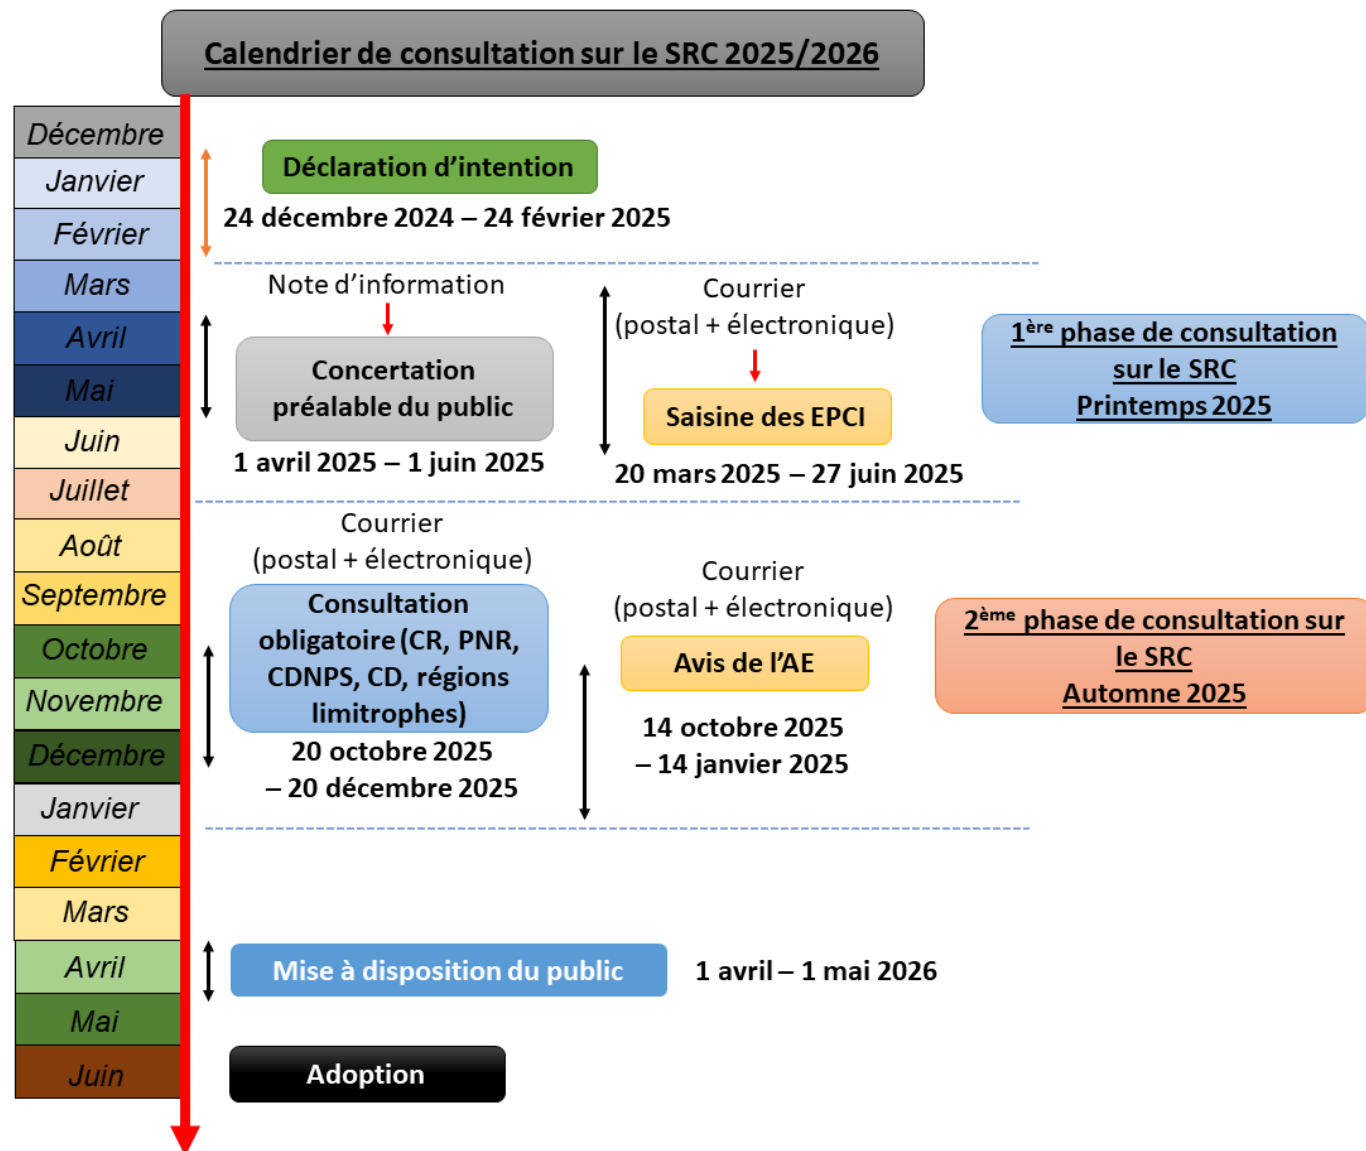 Calendrier de consultation sur le SRC 2025/2026
Décembre
Janvier
Février
Mars
Avril
Mai
Juin
Juillet
Août
Septembre
Octobre
Novembre
Décembre
Janvier
Février
Mars
Avril
Mai
Juin
Déclaration d’intention
24 décembre 2024 – 24 février 2025
Note d’information
Concertation
préalable du public
1 avril 2025 – 1 juin 2025
Courrier
(postal + électronique)
Saisine des EPCI
20 mars 2025 – 27 juin 2025
1ère phase de consultation
sur le SRC
Printemps 2025
Courrier
(postal + électronique)
Consultation
obligatoire (CR, PNR,
CDNPS, CD, régions
limitrophes)
20 octobre 2025
– 20 décembre 2025
Courrier
(postal + électronique)
Avis de l’AE
14 octobre 2025
– 14 janvier 2025
2ème phase de consultation sur
le SRC
Automne 2025
Mise à disposition du public
1 avril – 1 mai 2026
Adoption